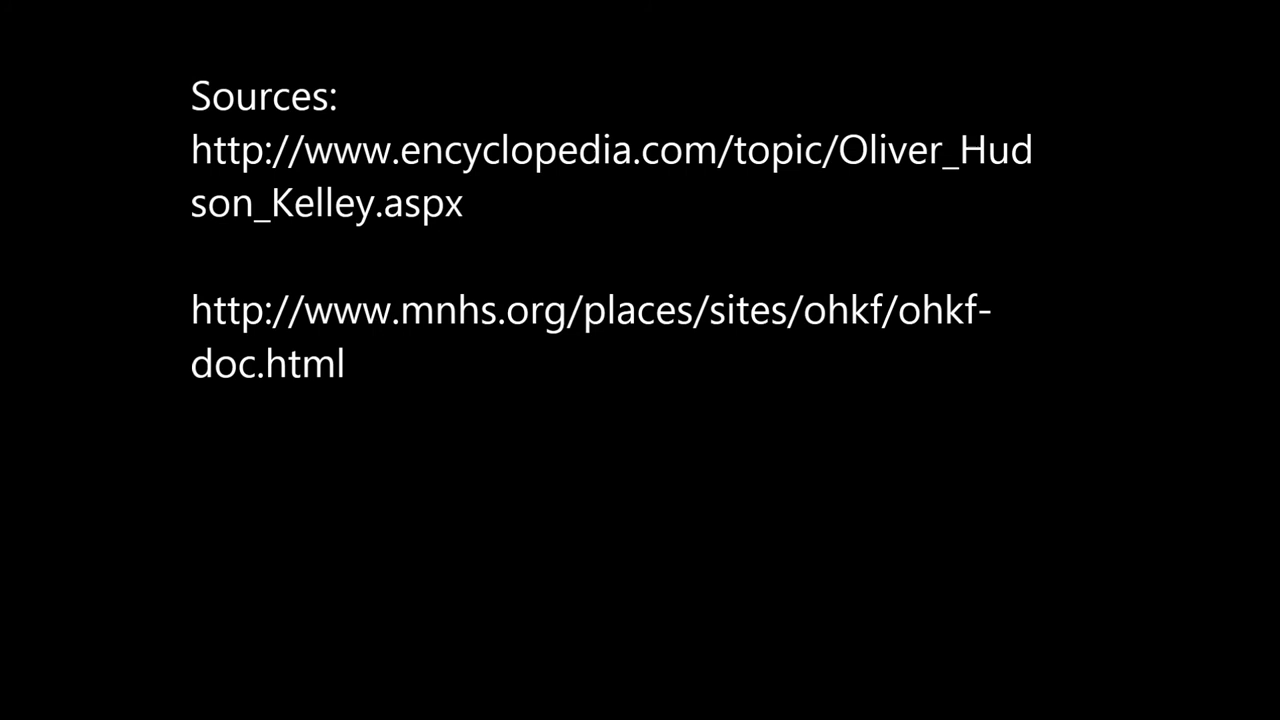 Sources:
http://www.encyclopedia.com/topic/Oliver_Hud
son_Kelley.aspx
http://www.mnhs.org/places/sites/ohkf/ohkf-
doc.html